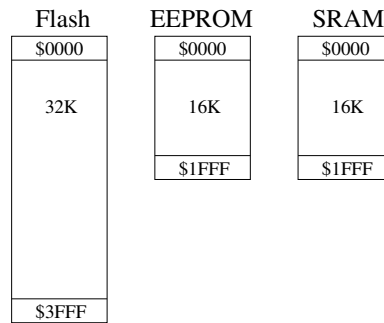 Flash EEPROM SRAM
$0000 $0000 $0000
32K 16K 16K
$1FFF $1FFF
$3FFF